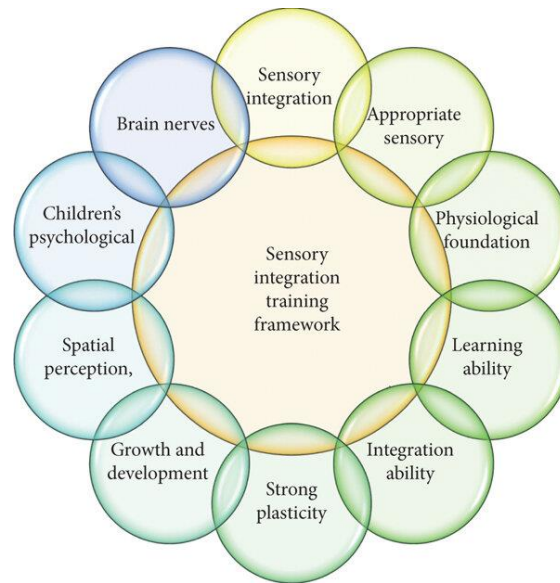 Sensory
integration
Appropriate
sensory
Physiological
foundation
Learning
ability
Integration
ability
Strong
plasticity
Growth and
development
Spatial
perception,
Children's
psychological
Brain nerves
Sensory
integration
training
framework